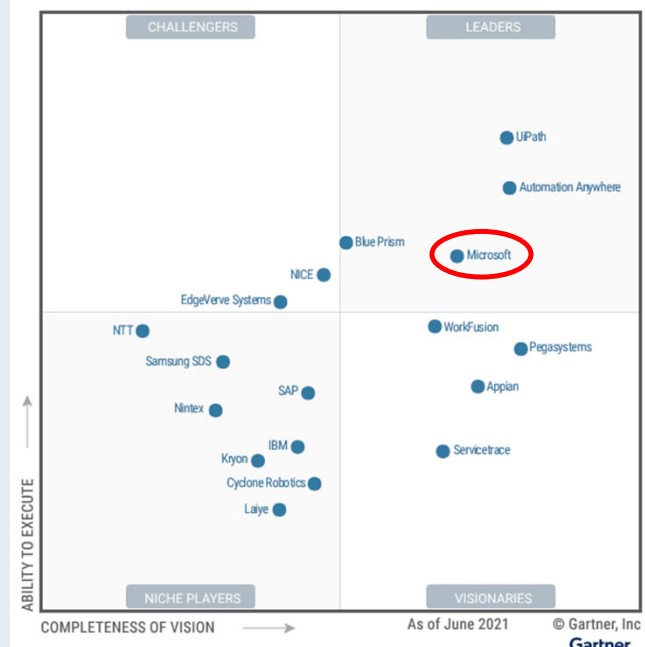 CHALLENGERS
LEADERS
UiPath
Automation Anywhere
Blue Prism
Microsoft
NICE
EdgeVerve Systems
NTT
WorkFusion
Pegasystems
Samsung SDS
Appian
SAP
Nintex
IBM
Servicetrace
Kryon
Cyclone Robotics
Laiye
ABILITY TO EXECUTE
NICHE PLAYERS
VISIONARIES
COMPLETENESS OF VISION
As of June 2021
© Gartner, Inc
Gartner